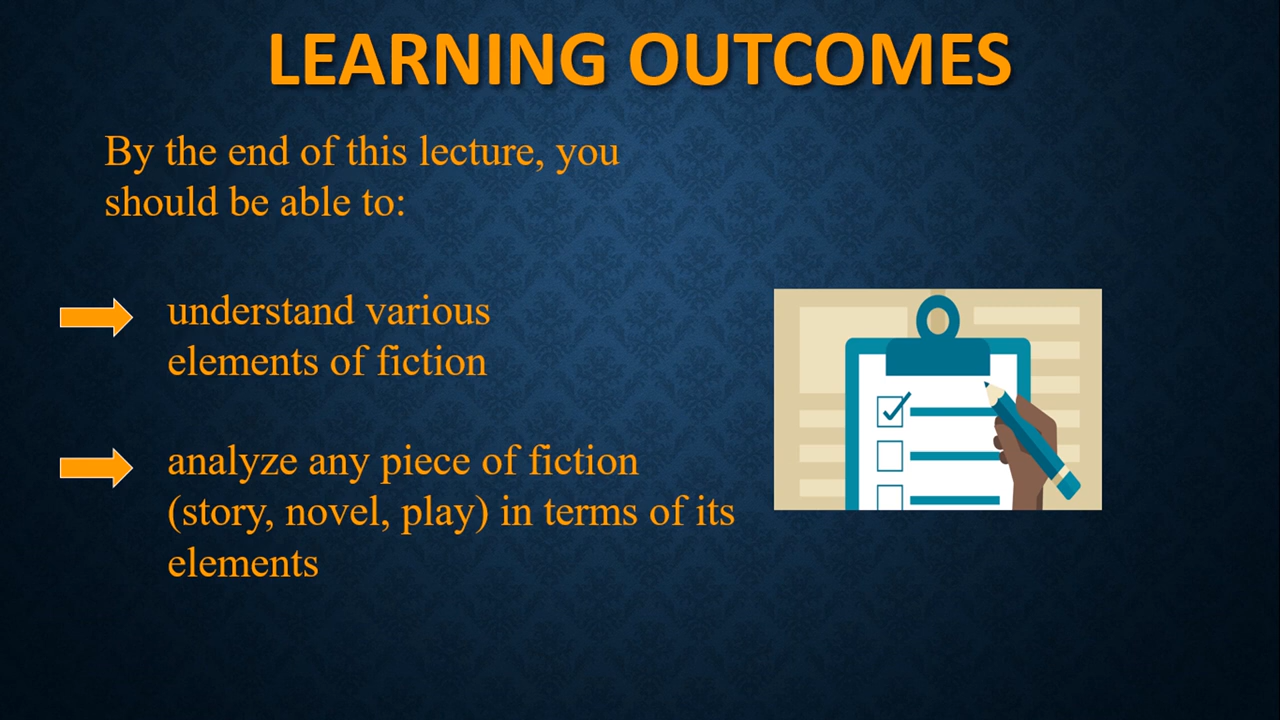 LEARNING OUTCOMES
By the end of this lecture, you
should be able to:
understand various
elements of fiction
analyze any piece of fiction
(story, novel, play) in terms of its
elements